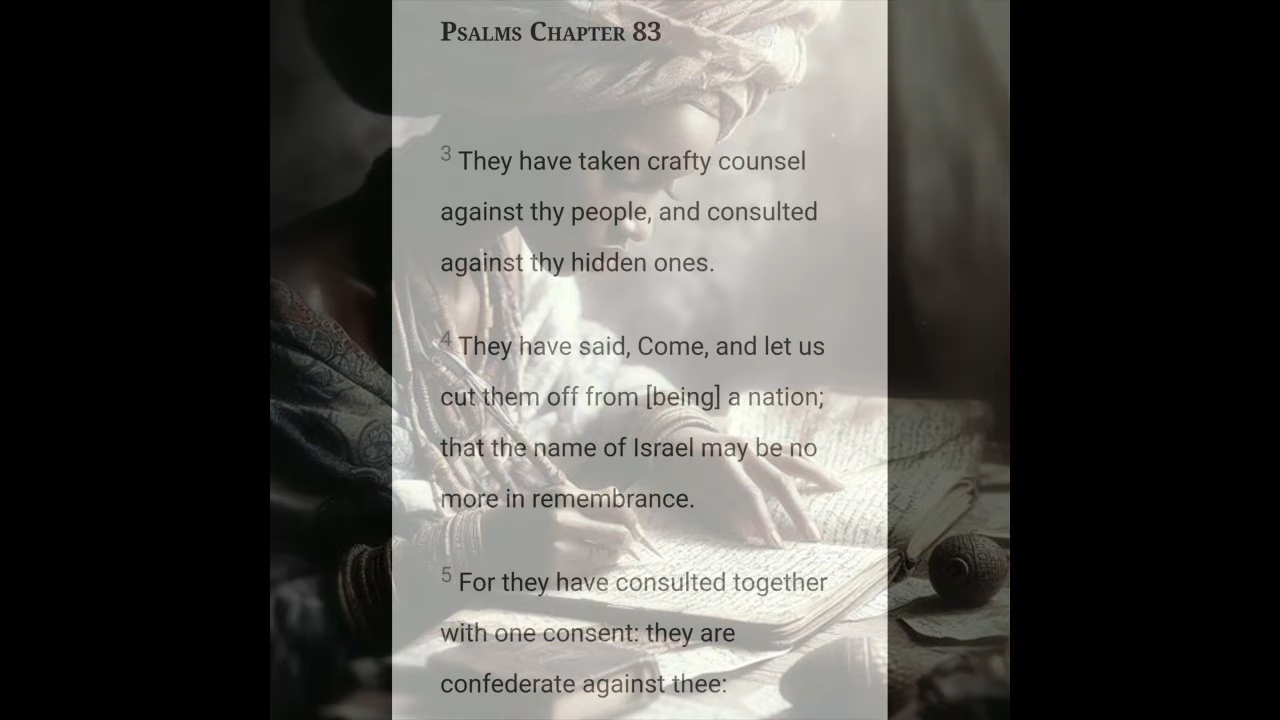 Psalms Chapter 83
3 They have taken crafty counsel
against thy people, and consulted
against thy hidden ones.
4 They have said, Come, and let us
cut them off from [being] a nation;
that the name of Israel may be no
more in remembrance.
5 For they have consulted together
with one consent: they are
confederate against thee: